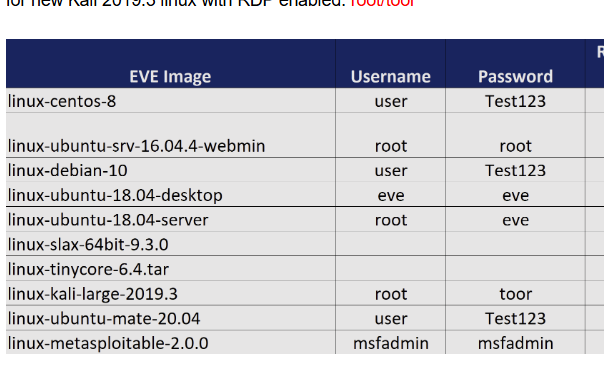 for new Kali 2019.3 linux with RDP enabled: root/toor
R
EVE Image Username Password
linux-centos-8 user Test123
linux-ubuntu-srv-16.04.4-webmin root root
linux-debian-10 user Test123
linux-ubuntu-18.04-desktop eve eve
linux-ubuntu-18.04-server root eve
linux-slax-64bit-9.3.0
linux-tinycore-6.4.tar
linux-kali-large-2019.3 root toor
linux-ubuntu-mate-20.04 user Test123
linux-metasploitable-2.0.0 msfadmin msfadmin